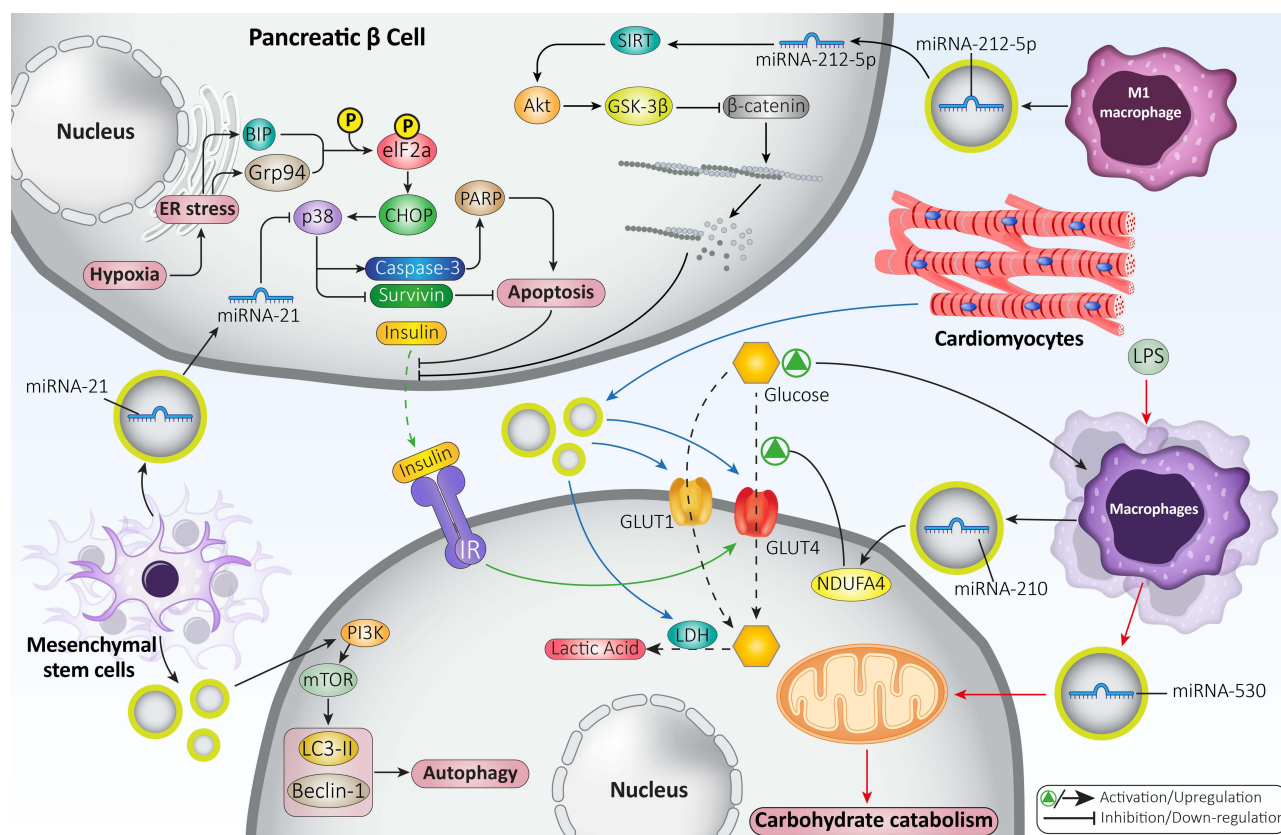 Pancreatic β Cell
Nucleus
BIP
Grp94
ER stress
Hypoxia
P
P
eIF2a
CHOP
p38
PARP
Caspase-3
Survivin
Apoptosis
miRNA-21
Insulin
SIRT
miRNA-212-5p
Akt
GSK-3β
β-catenin
miRNA-212-5p
M1
macrophage
Cardiomyocytes
LPS
miRNA-21
Glucose
Insulin
IR
GLUT1
GLUT4
NDUFA4
Macrophages
miRNA-210
Mesenchymal
stem cells
PI3K
mTOR
LC3-II
Beclin-1
Autophagy
LDH
Lactic Acid
miRNA-530
Nucleus
Carbohydrate catabolism
/ Activation/Upregulation
Inhibition/Down-regulation